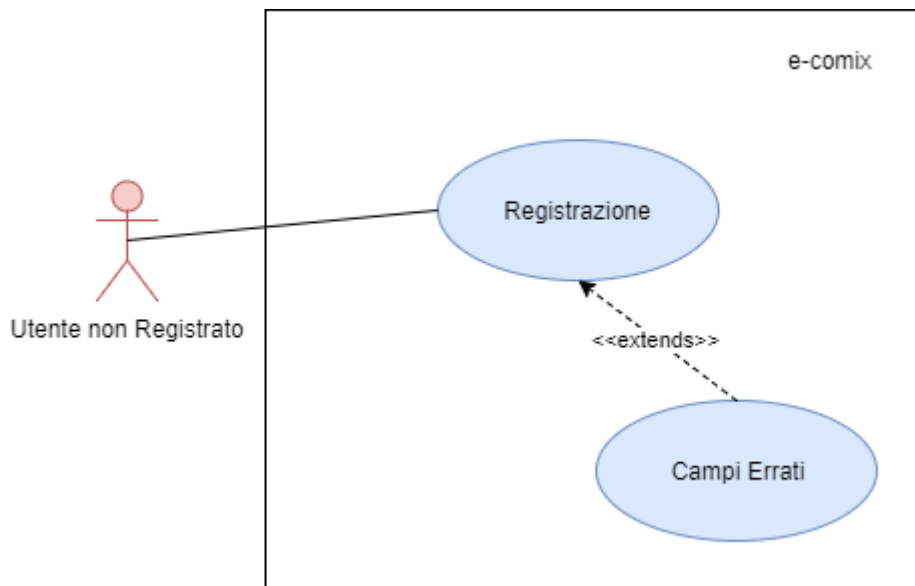 e-comix
Registrazione
Utente non Registrato
<<extends>>
Campi Errati